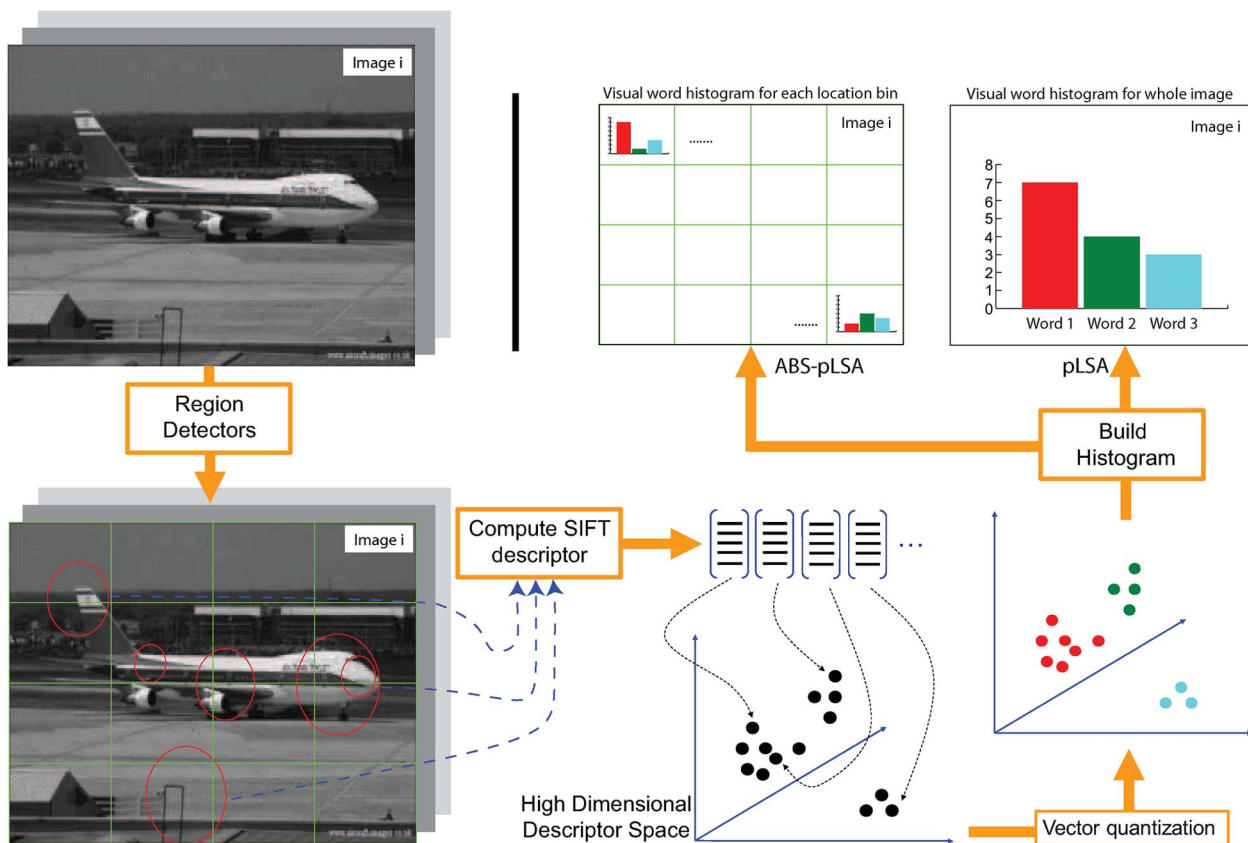 Image i
Visual word histogram for each location bin
Image i
.......
.......
ABS-pLSA
Visual word histogram for whole image
Image i
8
7
6
5
4
3
2
1
0
Word 1 Word 2 Word 3
pLSA
Region
Detectors
Build
Histogram
Image i
Compute SIFT
descriptor
...
High Dimensional
Descriptor Space
Vector quantization